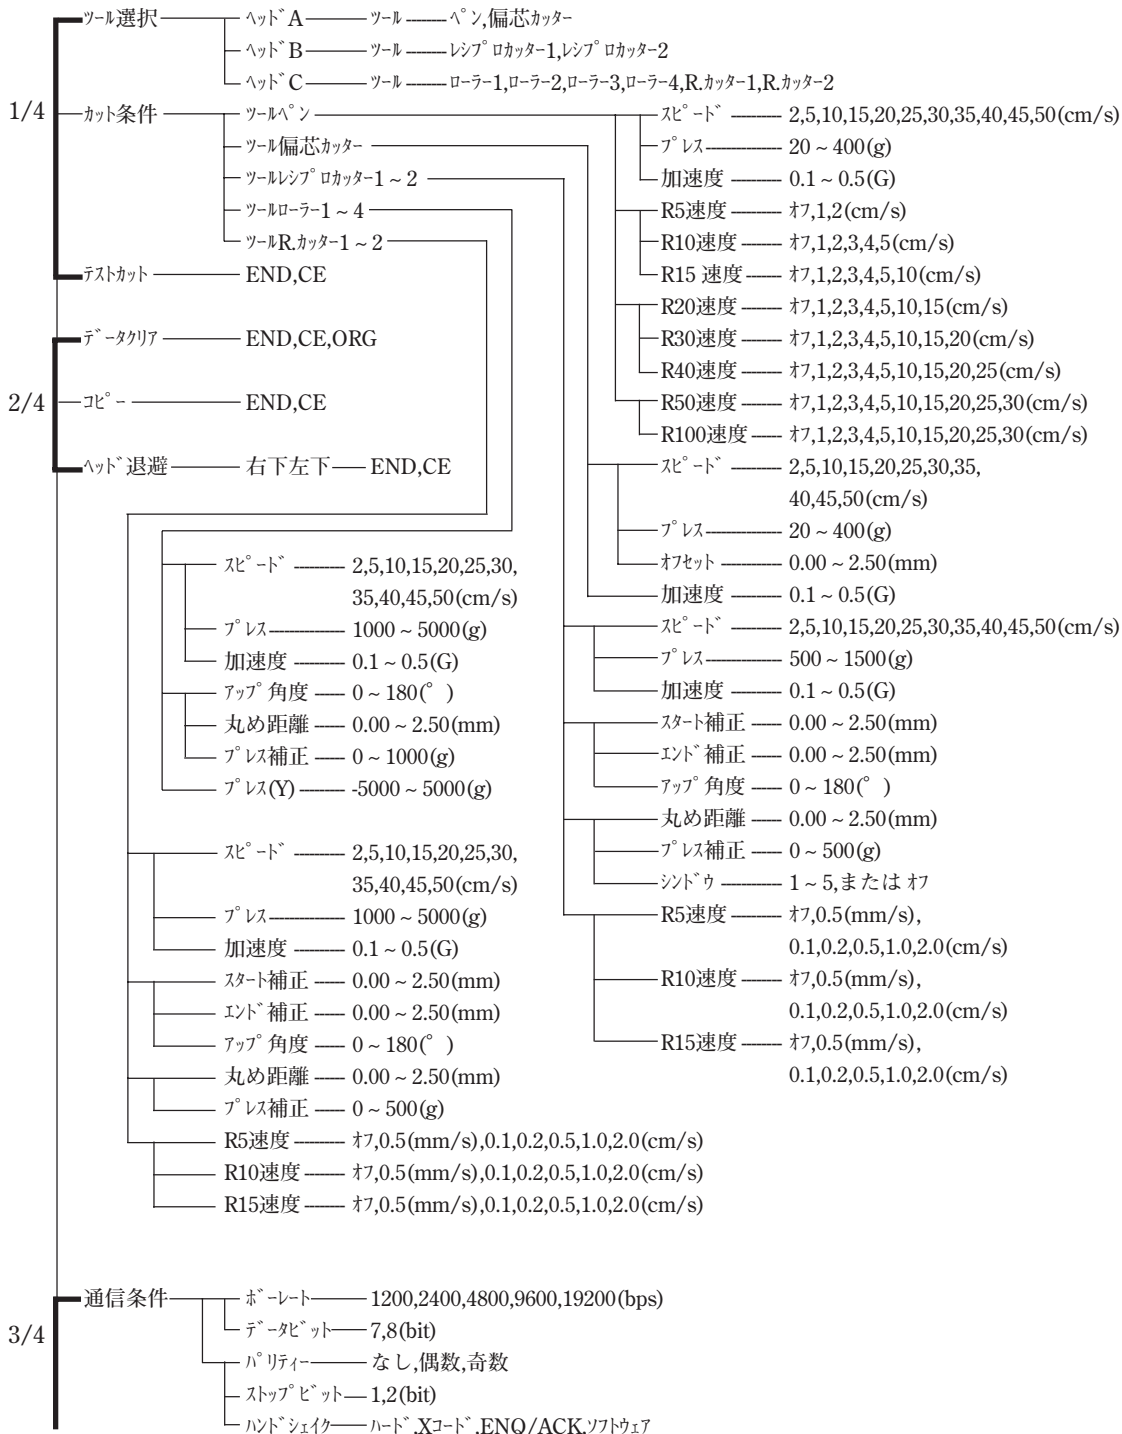 ﾂｰﾙ選択 ﾍｯﾄﾞA ﾂｰﾙ ﾍﾟﾝ,偏芯ｶｯﾀｰ
ﾍｯﾄﾞB ﾂｰﾙ ﾚｼﾌﾟﾛｶｯﾀｰ1,ﾚｼﾌﾟﾛｶｯﾀｰ2
ﾍｯﾄﾞC ﾂｰﾙ ﾛｰﾗｰ1,ﾛｰﾗｰ2,ﾛｰﾗｰ3,ﾛｰﾗｰ4,R.ｶｯﾀｰ1,R.ｶｯﾀｰ2
1/4
ｶｯﾄ条件
ﾂｰﾙﾍﾟﾝ
ﾂｰﾙ偏芯ｶｯﾀｰ
ﾂｰﾙﾚｼﾌﾟﾛｶｯﾀｰ1 ~ 2
ﾂｰﾙﾛｰﾗｰ1 ~ 4
ﾂｰﾙR.ｶｯﾀｰ1 ~ 2
ﾃｽﾄｶｯﾄ END,CE
2/4
ﾃﾞｰﾀｸﾘｱ END,CE,ORG
ｺﾋﾟｰ END,CE
ﾍｯﾄﾞ退避 右下左下 END,CE
ｽﾋﾟｰﾄﾞ 2,5,10,15,20,25,30,35,40,45,50(cm/s)
ﾌﾟﾚｽ 20 ~ 400(g)
加速度 0.1 ~ 0.5(G)
R5速度 ｵﾌ,1,2(cm/s)
R10速度 ｵﾌ,1,2,3,4,5(cm/s)
R15 速度 ｵﾌ,1,2,3,4,5,10(cm/s)
R20速度 ｵﾌ,1,2,3,4,5,10,15(cm/s)
R30速度 ｵﾌ,1,2,3,4,5,10,15,20(cm/s)
R40速度 ｵﾌ,1,2,3,4,5,10,15,20,25(cm/s)
R50速度 ｵﾌ,1,2,3,4,5,10,15,20,25,30(cm/s)
R100速度 ｵﾌ,1,2,3,4,5,10,15,20,25,30(cm/s)
ｽﾋﾟｰﾄﾞ 2,5,10,15,20,25,30,35,
40,45,50(cm/s)
ﾌﾟﾚｽ 20 ~ 400(g)
ｵﾌｾｯﾄ 0.00 ~ 2.50(mm)
加速度 0.1 ~ 0.5(G)
ｽﾋﾟｰﾄﾞ 2,5,10,15,20,25,30,35,40,45,50(cm/s)
ﾌﾟﾚｽ 500 ~ 1500(g)
加速度 0.1 ~ 0.5(G)
ｽﾀｰﾄ補正 0.00 ~ 2.50(mm)
ｴﾝﾄﾞ補正 0.00 ~ 2.50(mm)
ｱｯﾌﾟ角度 0 ~ 180(°)
丸め距離 0.00 ~ 2.50(mm)
ﾌﾟﾚｽ補正 0 ~ 500(g)
ｼﾝﾄﾞｳ 1 ~ 5,または ｵﾌ
R5速度 ｵﾌ,0.5(mm/s),
0.1,0.2,0.5,1.0,2.0(cm/s)
R10速度 ｵﾌ,0.5(mm/s),
0.1,0.2,0.5,1.0,2.0(cm/s)
R15速度 ｵﾌ,0.5(mm/s),
0.1,0.2,0.5,1.0,2.0(cm/s)
ｽﾋﾟｰﾄﾞ 2,5,10,15,20,25,30,
35,40,45,50(cm/s)
ﾌﾟﾚｽ 1000 ~ 5000(g)
加速度 0.1 ~ 0.5(G)
ｱｯﾌﾟ角度 0 ~ 180(°)
丸め距離 0.00 ~ 2.50(mm)
ﾌﾟﾚｽ補正 0 ~ 1000(g)
ﾌﾟﾚｽ(Y) -5000 ~ 5000(g)
ｽﾋﾟｰﾄﾞ 2,5,10,15,20,25,30,
35,40,45,50(cm/s)
ﾌﾟﾚｽ 1000 ~ 5000(g)
加速度 0.1 ~ 0.5(G)
ｽﾀｰﾄ補正 0.00 ~ 2.50(mm)
ｴﾝﾄﾞ補正 0.00 ~ 2.50(mm)
ｱｯﾌﾟ角度 0 ~ 180(°)
丸め距離 0.00 ~ 2.50(mm)
ﾌﾟﾚｽ補正 0 ~ 500(g)
R5速度 ｵﾌ,0.5(mm/s),0.1,0.2,0.5,1.0,2.0(cm/s)
R10速度 ｵﾌ,0.5(mm/s),0.1,0.2,0.5,1.0,2.0(cm/s)
R15速度 ｵﾌ,0.5(mm/s),0.1,0.2,0.5,1.0,2.0(cm/s)
3/4
通信条件 ﾎﾞｰﾚｰﾄ 1200,2400,4800,9600,19200(bps)
ﾃﾞｰﾀﾋﾞｯﾄ 7,8(bit)
ﾊﾟﾘﾃｨｰ なし,偶数,奇数
ｽﾄｯﾌﾟﾋﾞｯﾄ 1,2(bit)
ﾊﾝﾄﾞｼｪｲｸ ﾊｰﾄﾞ,Xｺｰﾄﾞ,ENQ/ACK,ｿﾌﾄｳｪｱ